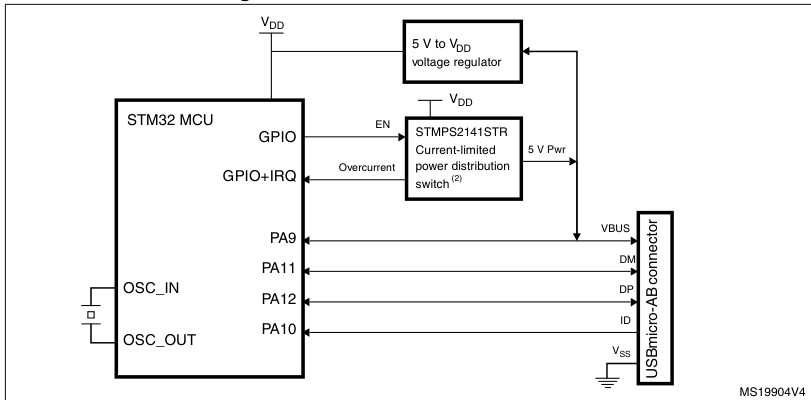 VDD
5 V to VDD
voltage regulator
VDD
STM32 MCU
STMPS2141STR
Current-limited
power distribution
switch (2)
GPIO
EN
5 V Pwr
GPIO+IRQ
Overcurrent
PA9
VBUS
PA11
DM
PA12
DP
PA10
ID
OSC_IN
OSC_OUT
VSS
USBmicro-AB connector
MS19904V4